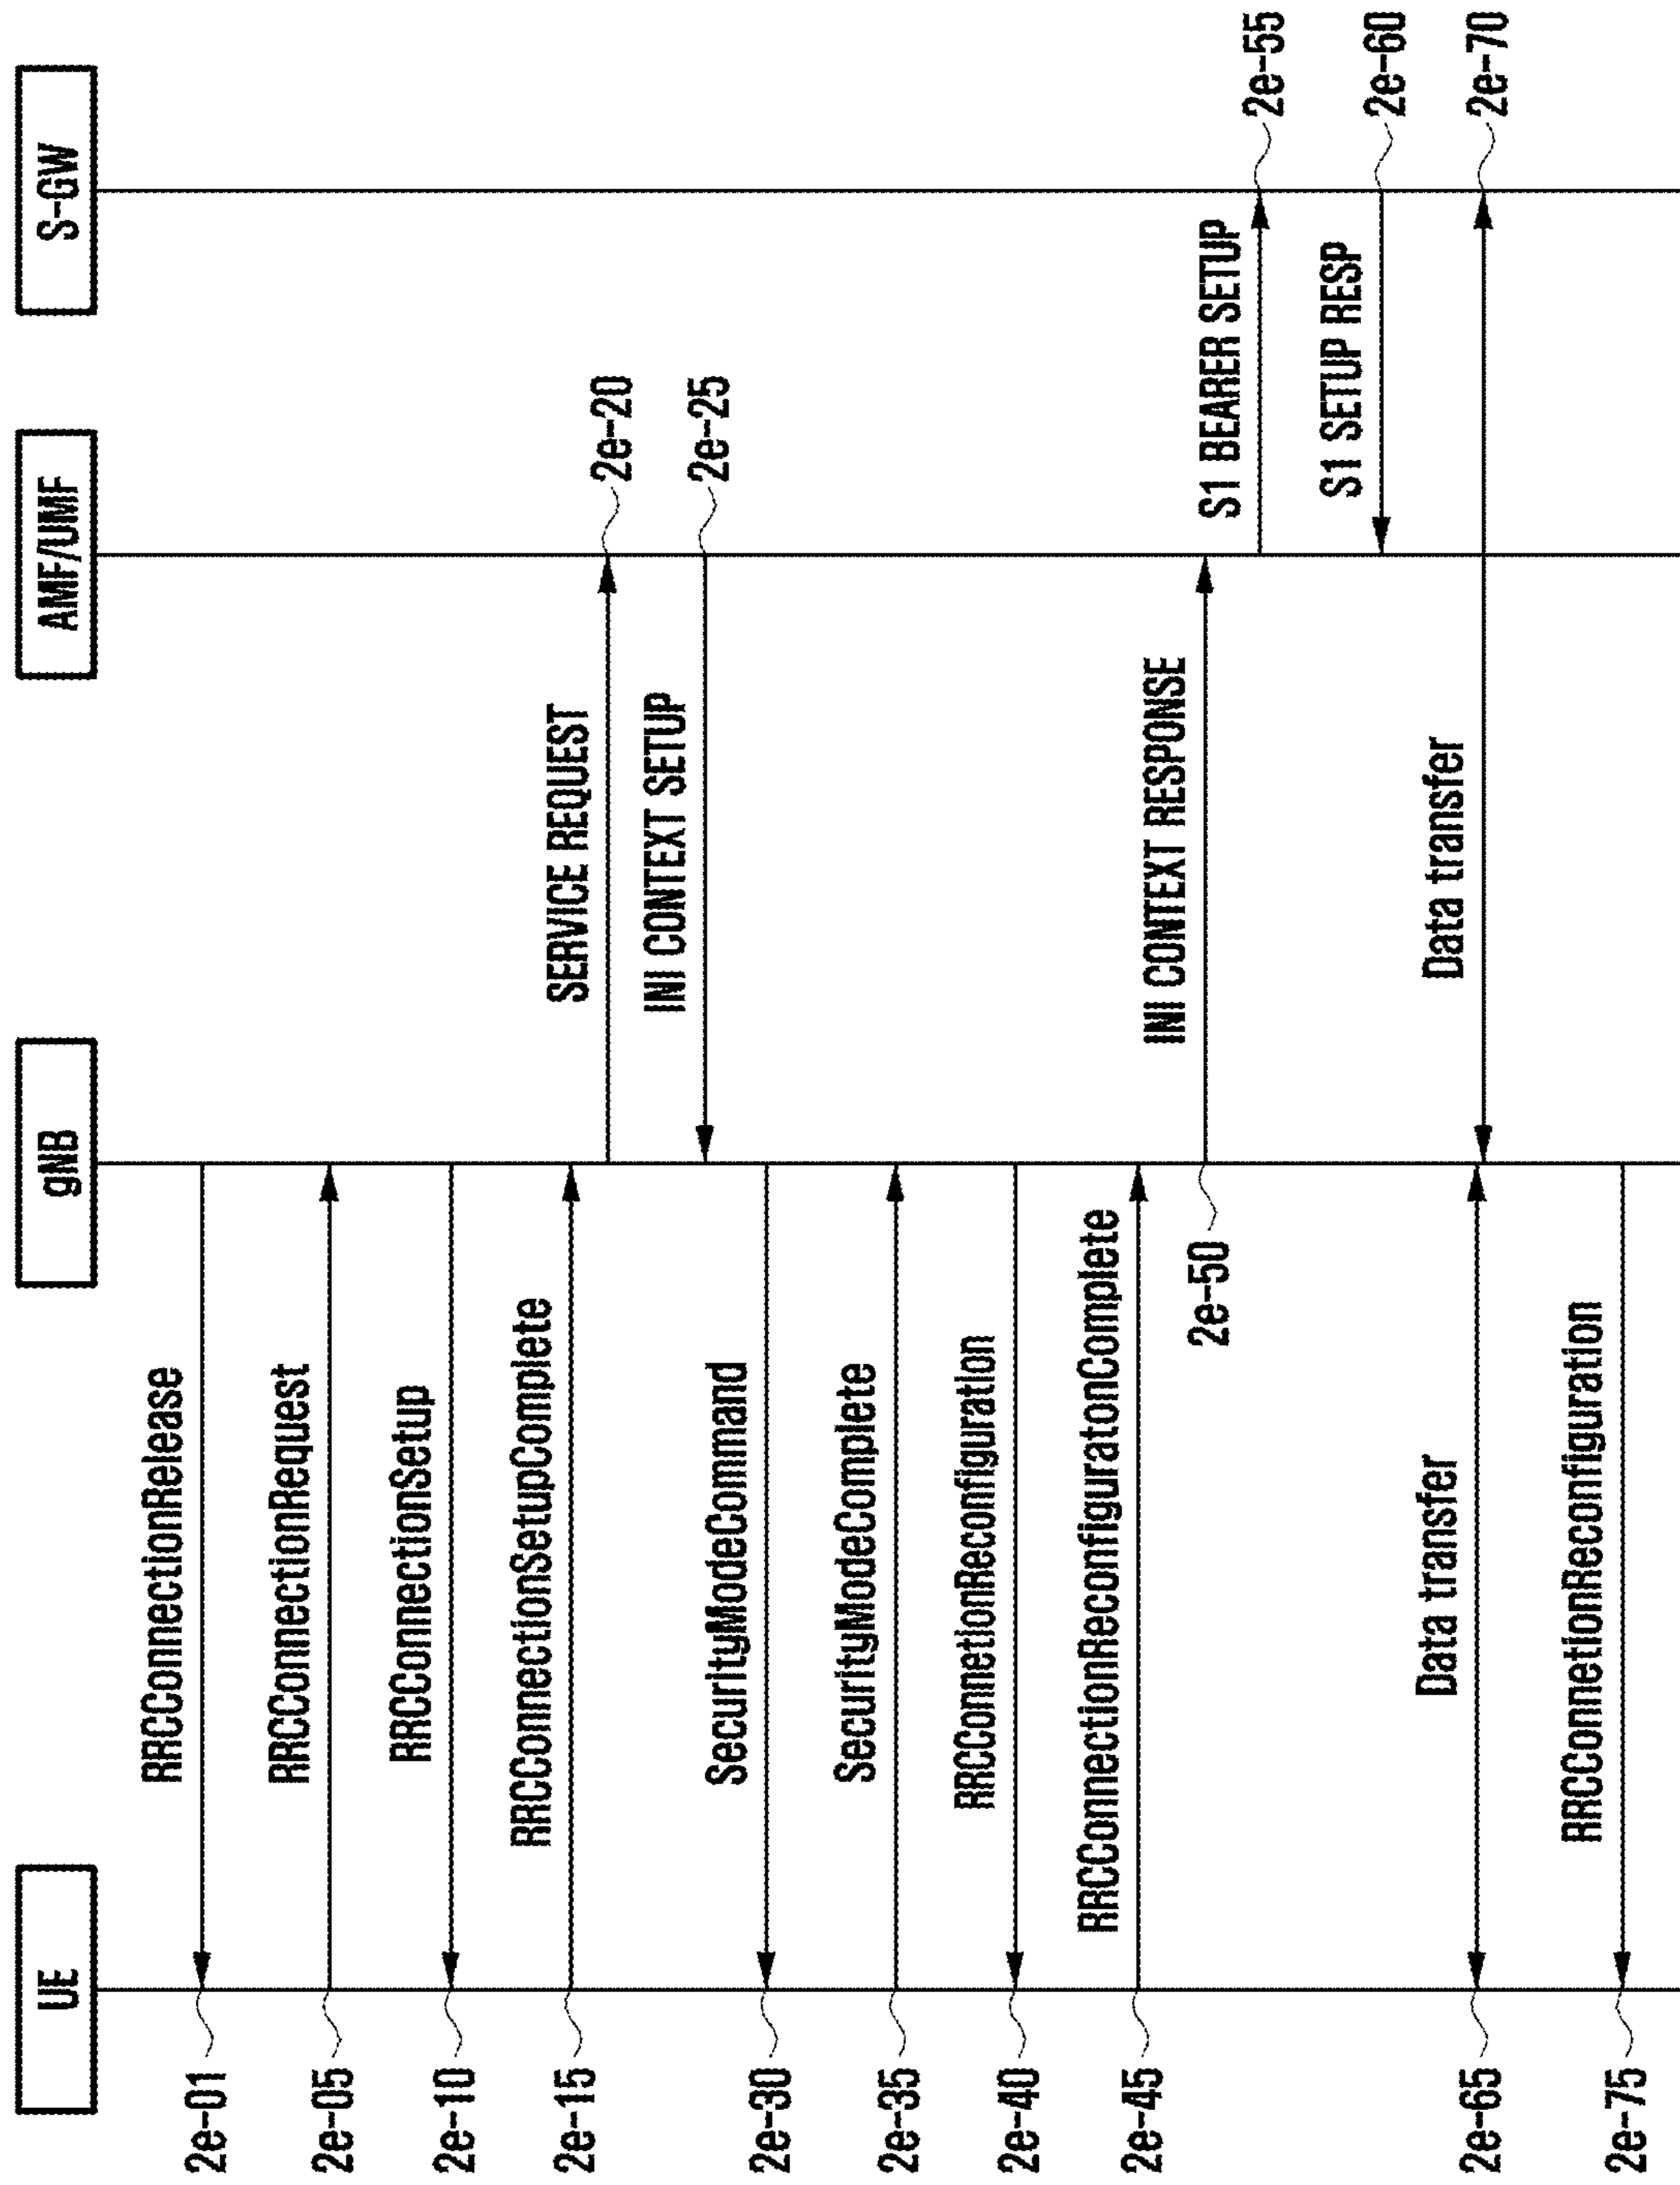 UE
gNB
AMF/UMF
S-GW
2e-01
RRCConnectionRelease
2e-05
RRCConnectionRequest
2e-10
RRCConnectionSetup
2e-15
RRCConnectionSetupComplete
SERVICE REQUEST
2e-20
INI CONTEXT SETUP
2e-25
2e-30
SecurityModeCommand
2e-35
SecurityModeComplete
2e-40
RRCConnetionReconfiguration
2e-45
RRCConnectionReconfiguratonComplete
2e-50
INI CONTEXT RESPONSE
S1 BEARER SETUP
2e-55
S1 SETUP RESP
2e-60
2e-65
Data transfer
Data transfer
2e-70
2e-75
RRCConnetionReconfiguration